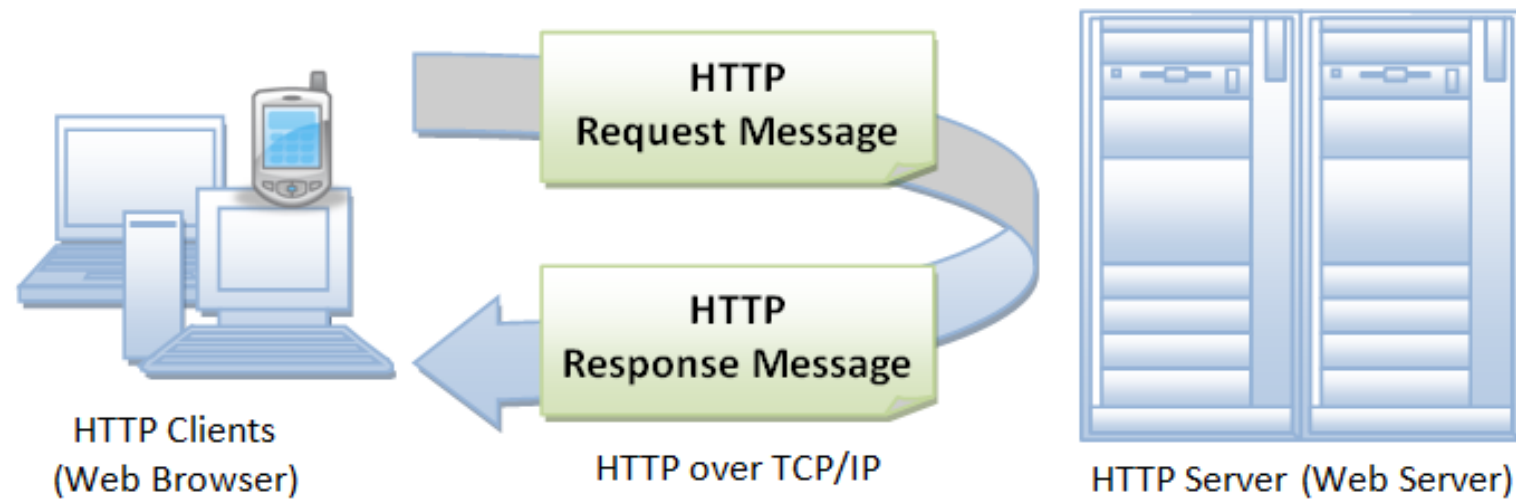 HTTP
Request Message
HTTP
Response Message
HTTP Clients
(Web Browser)
HTTP over TCP/IP
HTTP Server (Web Server)